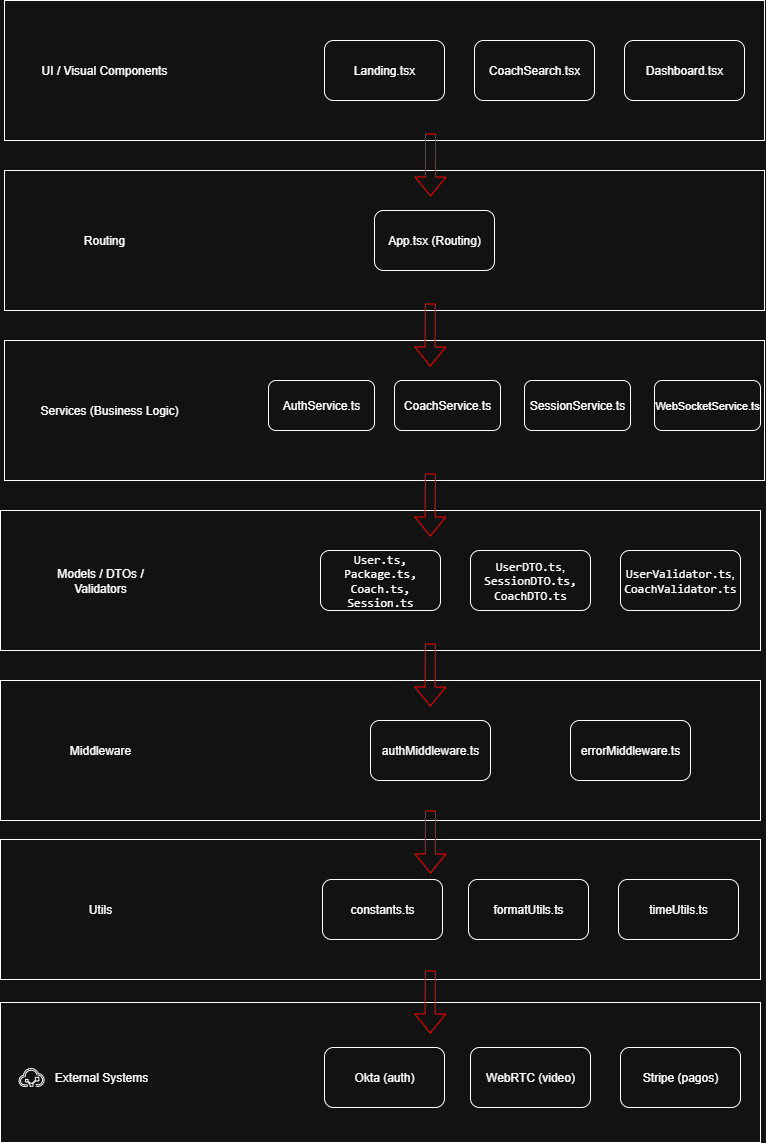 UI / Visual Components
Landing.tsx
CoachSearch.tsx
Dashboard.tsx
Routing
App.tsx (Routing)
Services (Business Logic)
AuthService.ts
CoachService.ts
SessionService.ts
WebSocketService.ts
Models / DTOs /
Validators
User.ts,
Package.ts,
Coach.ts,
Session.ts
UserDTO.ts,
SessionDTO.ts,
CoachDTO.ts
UserValidator.ts,
CoachValidator.ts
Middleware
authMiddleware.ts
errorMiddleware.ts
Utils
constants.ts
formatUtils.ts
timeUtils.ts
External Systems
Okta (auth)
WebRTC (video)
Stripe (pagos)